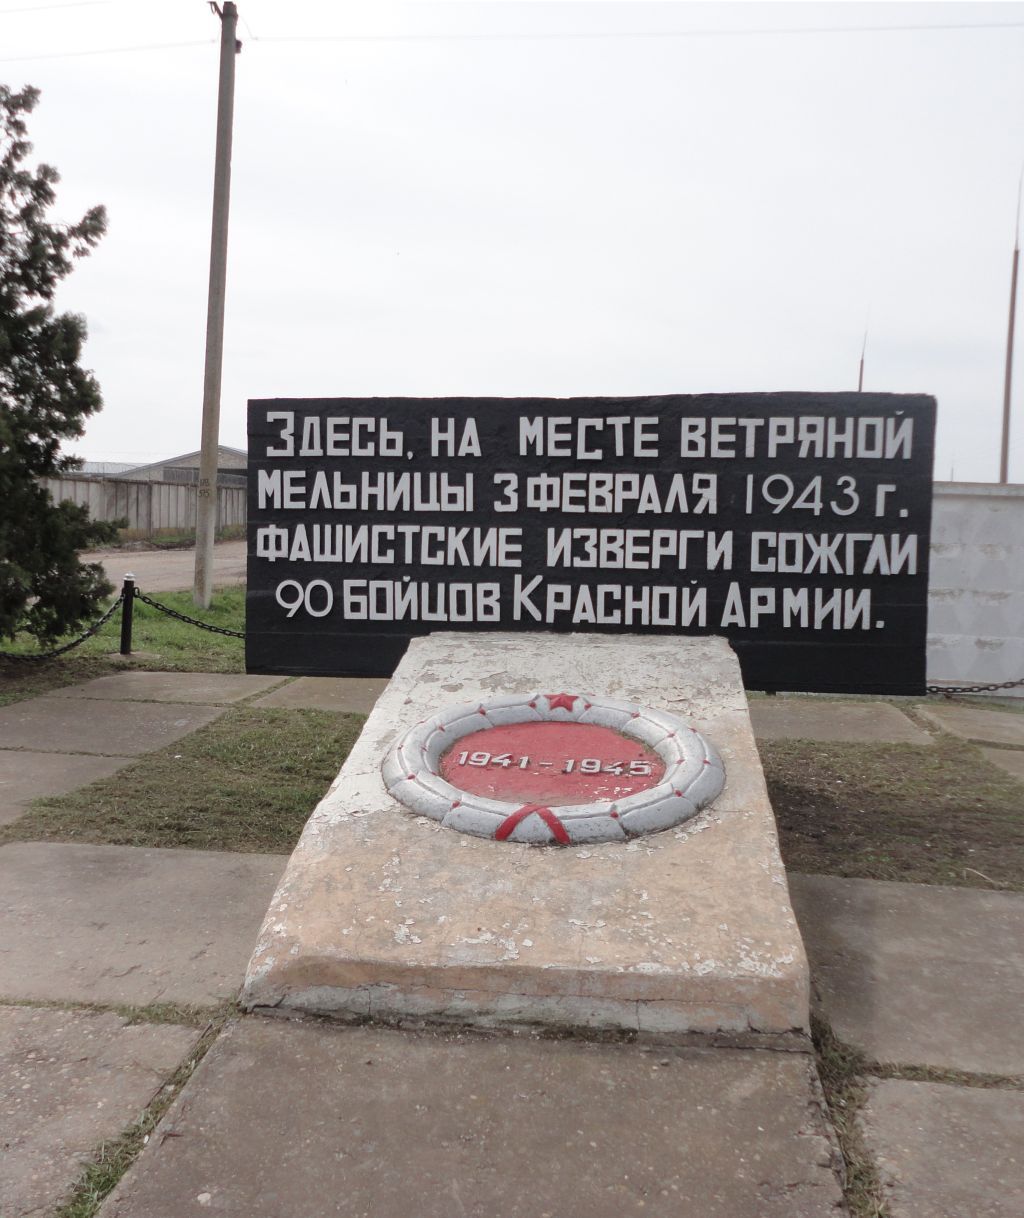 Здесь, на месте ветряной
мельницы 3 февраля 1943 г.
фашистские изверги сожгли
90 бойцов Красной Армии.
1941 - 1945